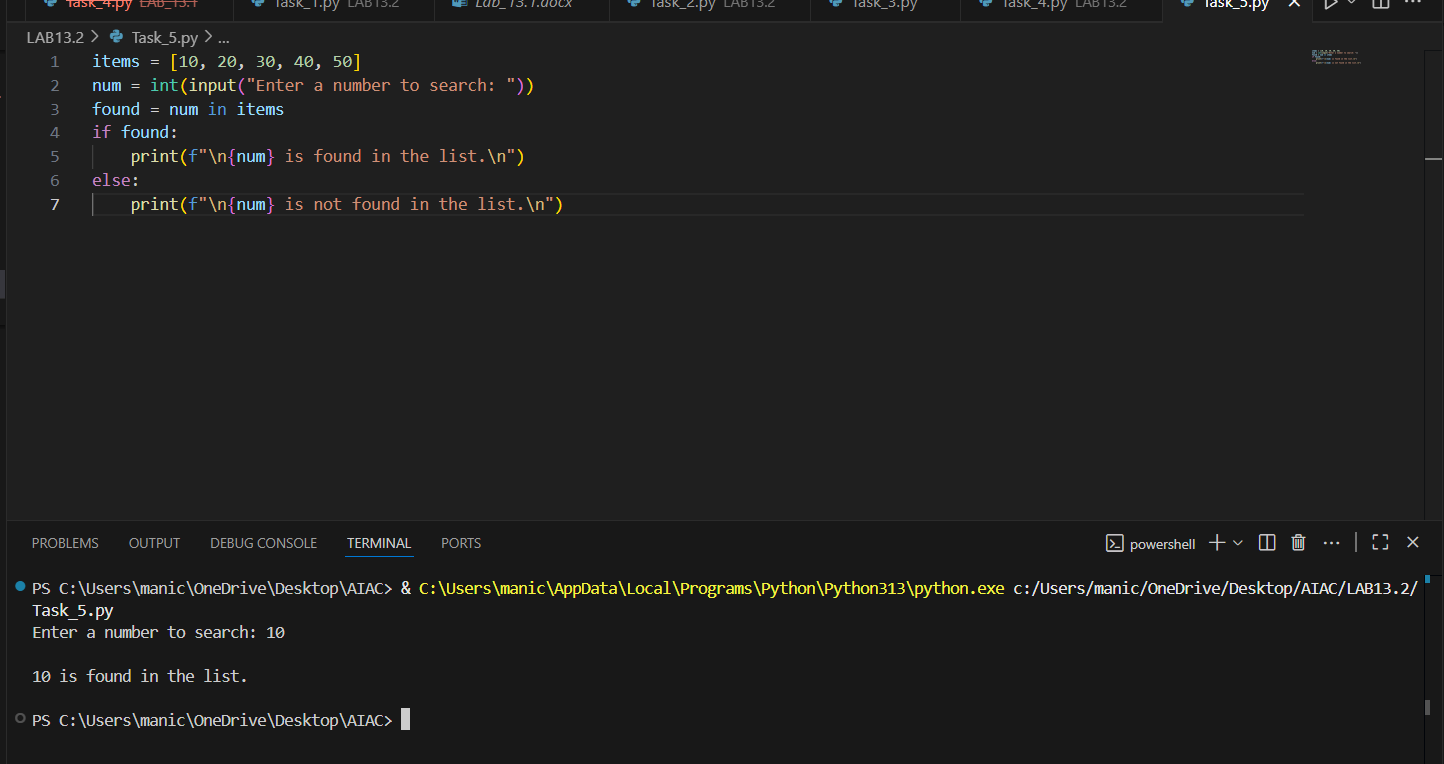 Task_4.py LAB_13.1 Task_1.py LAB13.2 Lab_13.1.docx Task_2.py LAB13.2 Task_3.py Task_4.py LAB13.2 Task_5.py
LAB13.2 > Task_5.py > ...
1 items = [10, 20, 30, 40, 50]
2 num = int(input("Enter a number to search: "))
3 found = num in items
4 if found:
5     print(f"\n{num} is found in the list.\n")
6 else:
7     print(f"\n{num} is not found in the list.\n")
PROBLEMS OUTPUT DEBUG CONSOLE TERMINAL PORTS powershell
PS C:\Users\manic\OneDrive\Desktop\AIAC> & C:\Users\manic\AppData\Local\Programs\Python\Python313\python.exe c:/Users/manic/OneDrive/Desktop/AIAC/LAB13.2/
Task_5.py
Enter a number to search: 10
10 is found in the list.
PS C:\Users\manic\OneDrive\Desktop\AIAC>